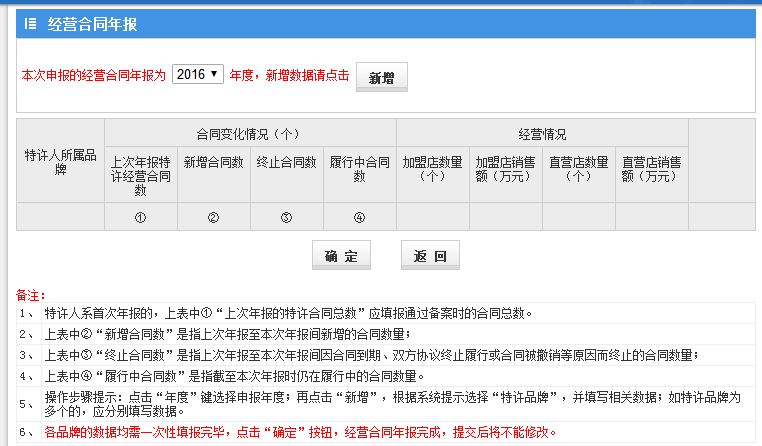 经营合同年报
本次申报的经营合同年报为 2016 年度，新增数据请点击 新增
特许人所属品牌
合同变化情况（个）
经营情况
上次年报特许经营合同数
新增合同数
终止合同数
履行中合同数
加盟店数量（个）
加盟店销售额（万元）
直营店数量（个）
直营店销售额（万元）
① ② ③ ④
确 定 返 回
备注：
1、 特许人系首次年报的，上表中①“上次年报的特许合同总数”应填报通过备案时的合同总数。
2、 上表中②“新增合同数”是指上次年报至本次年报间新增的合同数量；
3、 上表中③“终止合同数”是指上次年报至本次年报间因合同到期、双方协议终止履行或合同被撤销等原因而终止的合同数量；
4、 上表中④“履行中合同数”是指截至本次年报时仍在履行中的合同数量。
5、 操作步骤提示：点击“年度”键选择申报年度；再点击“新增”，根据系统提示选择“特许品牌”，并填写相关数据；如特许品牌为
多个的，应分别填写数据。
6、 各品牌的数据均需一次性填报完毕，点击“确定”按钮，经营合同年报完成，提交后将不能修改。